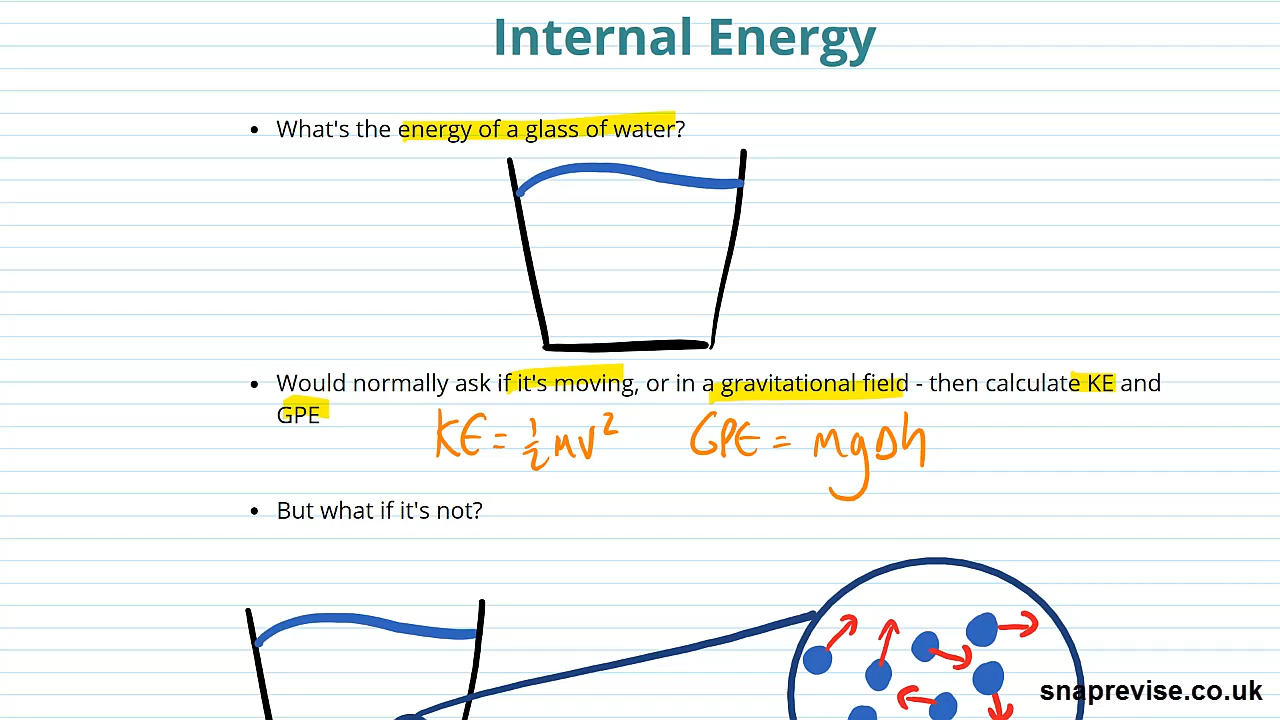 Internal Energy
• What's the energy of a glass of water?
• Would normally ask if it's moving, or in a gravitational field - then calculate KE and
GPE
KE = ½mv² GPE = mgΔh
• But what if it's not?
snaprevise.co.uk